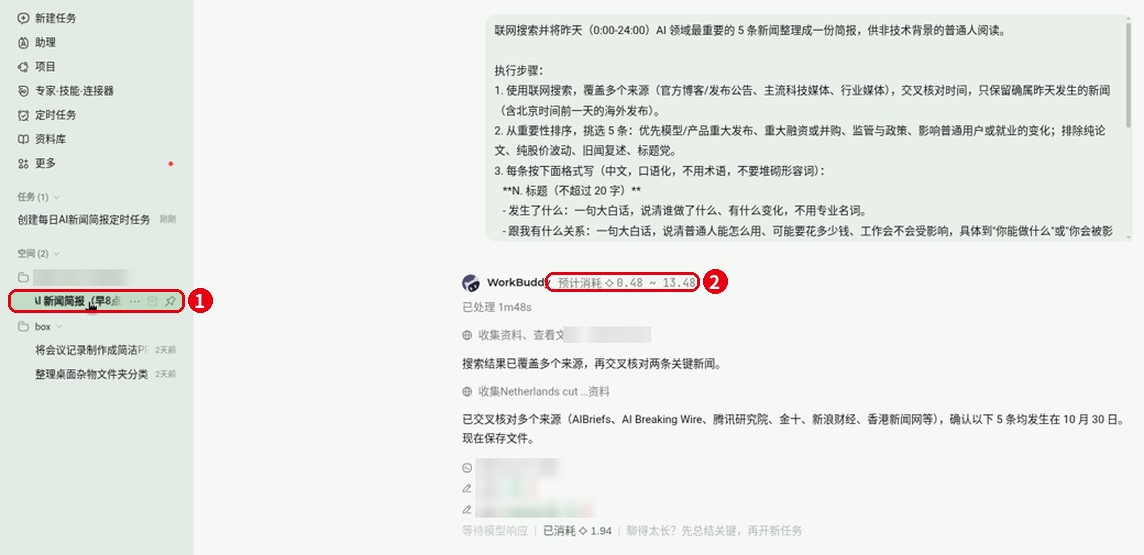 新建任务
助理
项目
专家·技能·连接器
定时任务
资料库
更多
任务 (1)
创建每日AI新闻简报定时任务 刚刚
空间 (2)
AI 新闻简报（早8点 ···
1
box
将会议记录制作成简洁PP 2天前
整理桌面杂物文件夹分类 2天前
联网搜索并将昨天（0:00-24:00）AI 领域最重要的 5 条新闻整理成一份简报，供非技术背景的普通人阅读。
执行步骤：
1. 使用联网搜索，覆盖多个来源（官方博客/发布公告、主流科技媒体、行业媒体），交叉核对时间，只保留确属昨天发生的新闻
（含北京时间前一天的海外发布）。
2. 从重要性排序，挑选 5 条：优先模型/产品重大发布、重大融资或并购、监管与政策、影响普通用户或就业的变化；排除纯论
文、纯股价波动、旧闻复述、标题党。
3. 每条按下面格式写（中文，口语化，不用术语，不要堆砌形容词）：
**N. 标题（不超过 20 字）**
- 发生了什么：一句大白话，说清谁做了什么、有什么变化，不用专业名词。
- 跟我有什么关系：一句大白话，说清普通人能怎么用、可能要花多少钱、工作会不会受影响，具体到"你能做什么"或"你会被影
WorkBuddy 预计消耗 ◇ 0.48 ~ 13.48
2
已处理 1m48s
收集资料、查看文
搜索结果已覆盖多个来源，再交叉核对两条关键新闻。
收集Netherlands cut ...资料
已交叉核对多个来源（AIBriefs、AI Breaking Wire、腾讯研究院、金十、新浪财经、香港新闻网等），确认以下 5 条均发生在 10 月 30 日。
现在保存文件。
等待模型响应 | 已消耗 ◇ 1.94 | 聊得太长？先总结关键，再开新任务